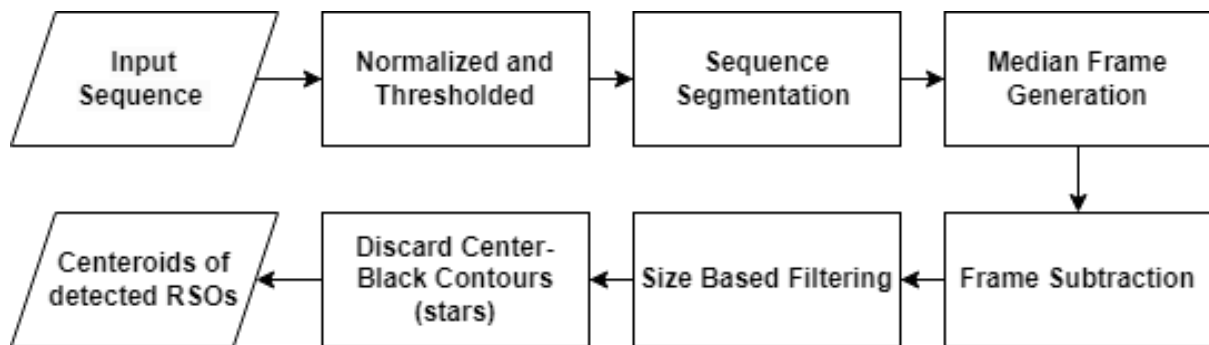 Input
Sequence
Normalized and
Thresholded
Sequence
Segmentation
Median Frame
Generation
Frame Subtraction
Size Based Filtering
Discard Center-
Black Contours
(stars)
Centeroids of
detected RSOs